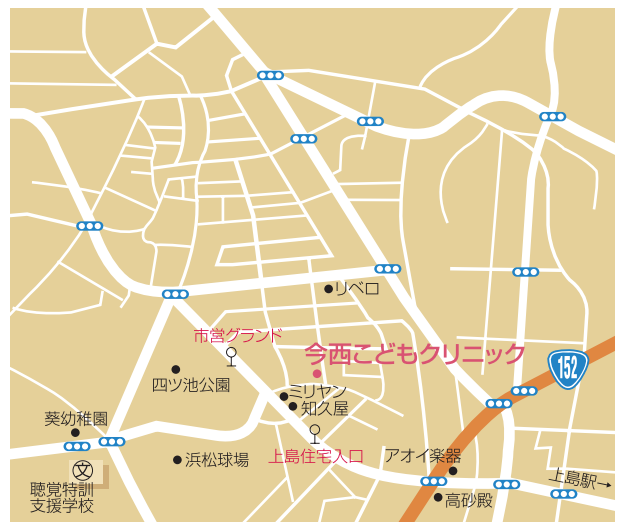 リベロ
市営グランド
今西こどもクリニック
152
四ツ池公園
ミリヤン
知久屋
葵幼稚園
上島住宅入口
浜松球場
アオイ楽器
文
聴覚特訓
支援学校
上島駅→
高砂殿